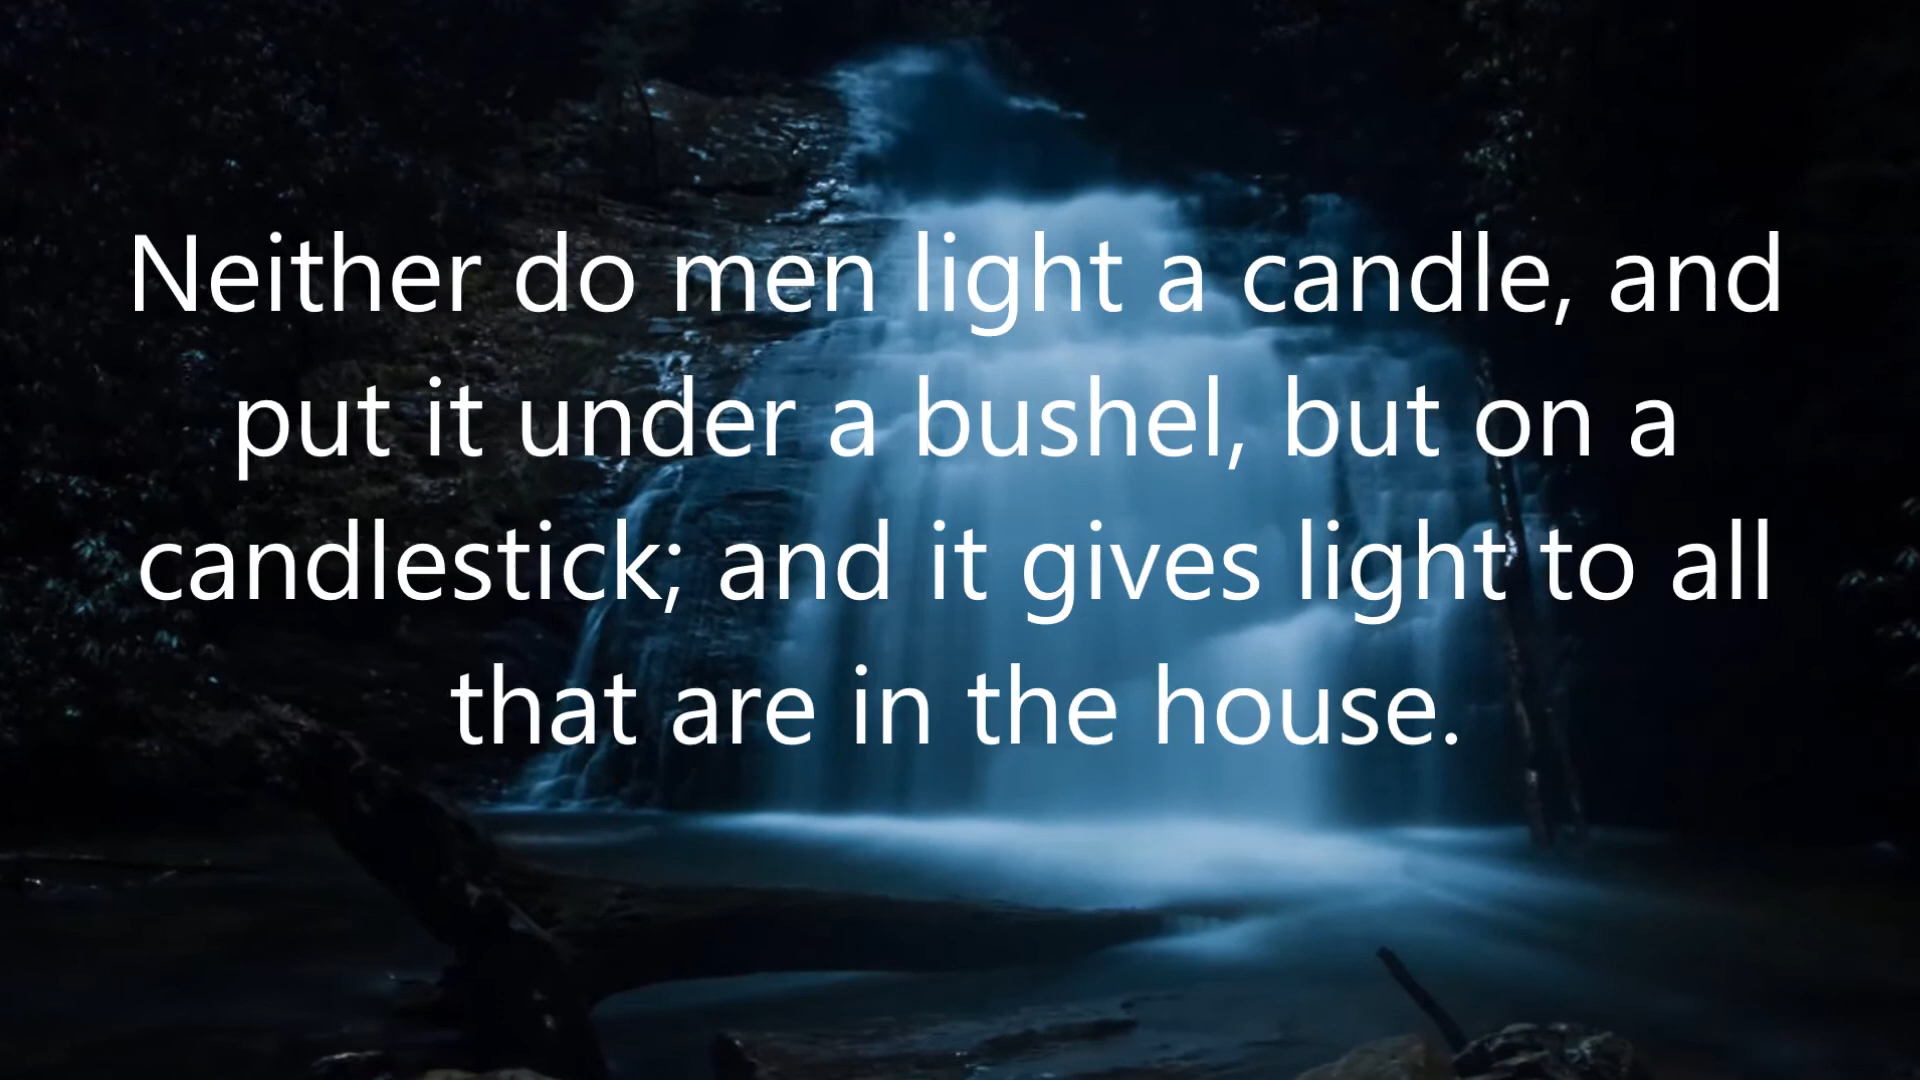 Neither do men light a candle, and
put it under a bushel, but on a
candlestick; and it gives light to all
that are in the house.